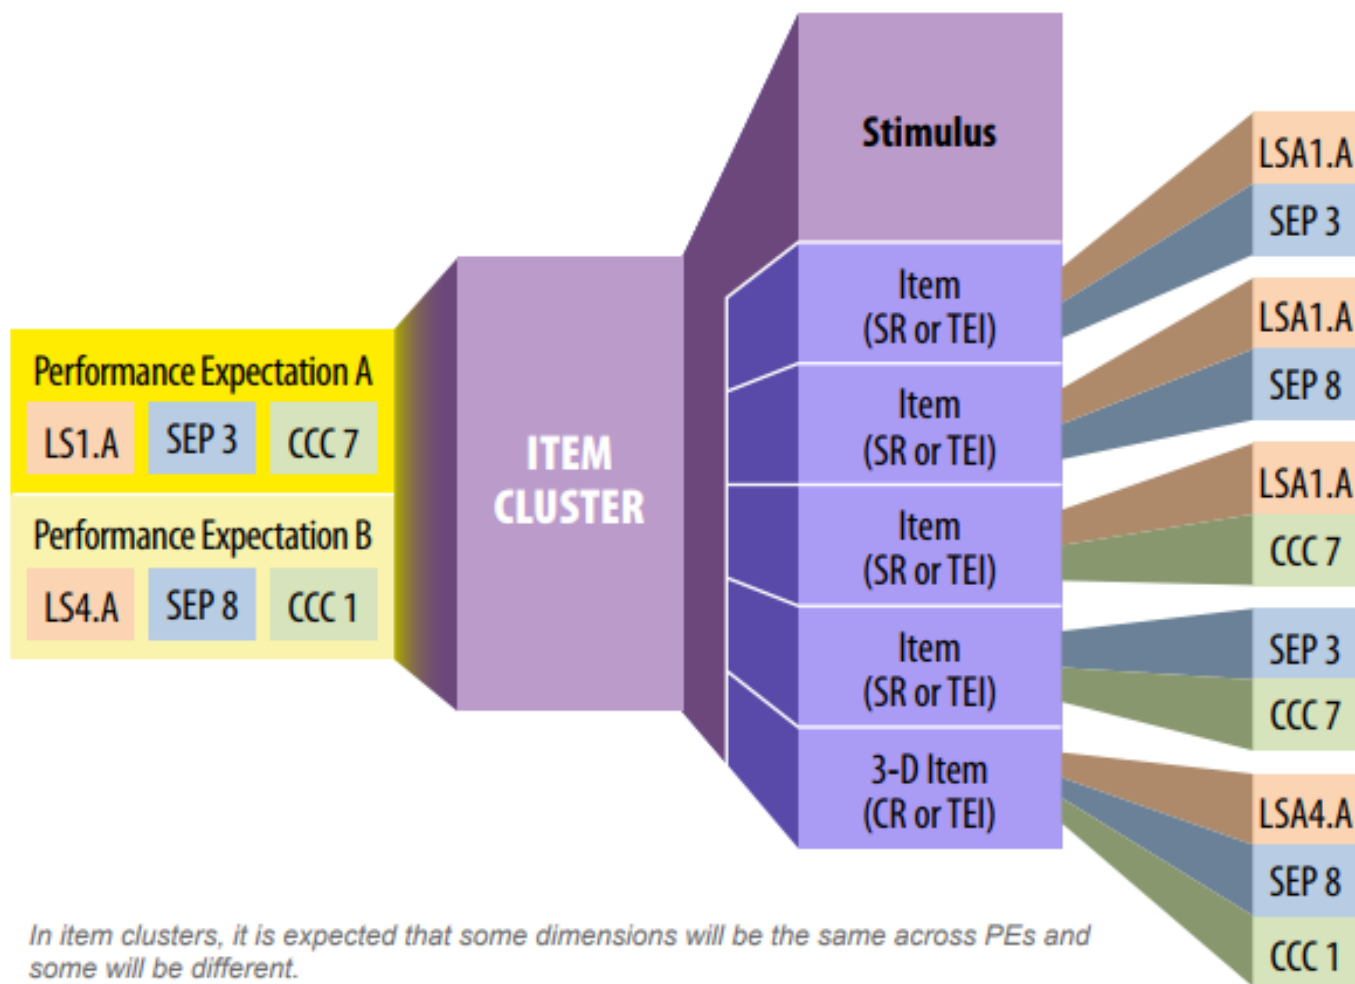 Performance Expectation A
LS1.A SEP 3 CCC 7
Performance Expectation B
LS4.A SEP 8 CCC 1
ITEM
CLUSTER
Stimulus
Item
(SR or TEI)
Item
(SR or TEI)
Item
(SR or TEI)
Item
(SR or TEI)
3-D Item
(CR or TEI)
LSA1.A
SEP 3
LSA1.A
SEP 8
LSA1.A
CCC 7
SEP 3
CCC 7
LSA4.A
SEP 8
CCC 1
In item clusters, it is expected that some dimensions will be the same across PEs and
some will be different.